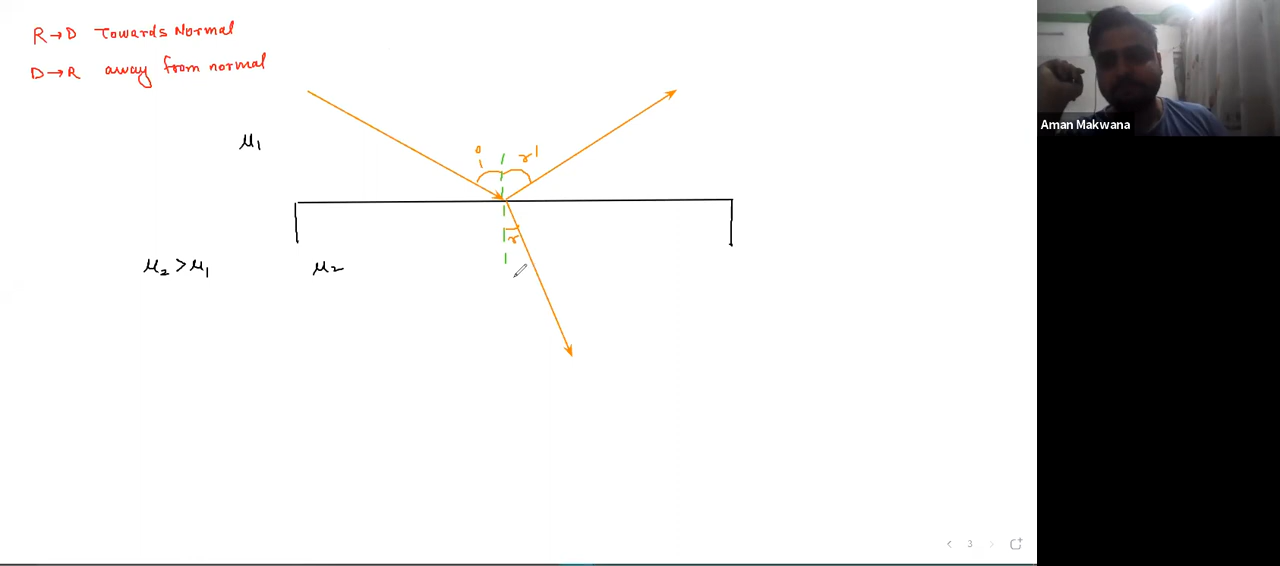 R→D Towards Normal
D→R away from normal
Aman Makwana
μ₁
i r'
r
μ₂>μ₁ μ₂
3